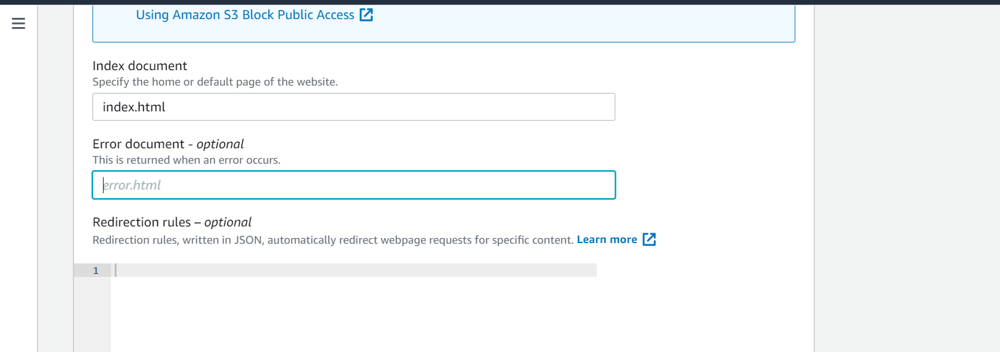 Using Amazon S3 Block Public Access
Index document
Specify the home or default page of the website.
index.html
Error document - optional
This is returned when an error occurs.
error.html
Redirection rules – optional
Redirection rules, written in JSON, automatically redirect webpage requests for specific content. Learn more
1